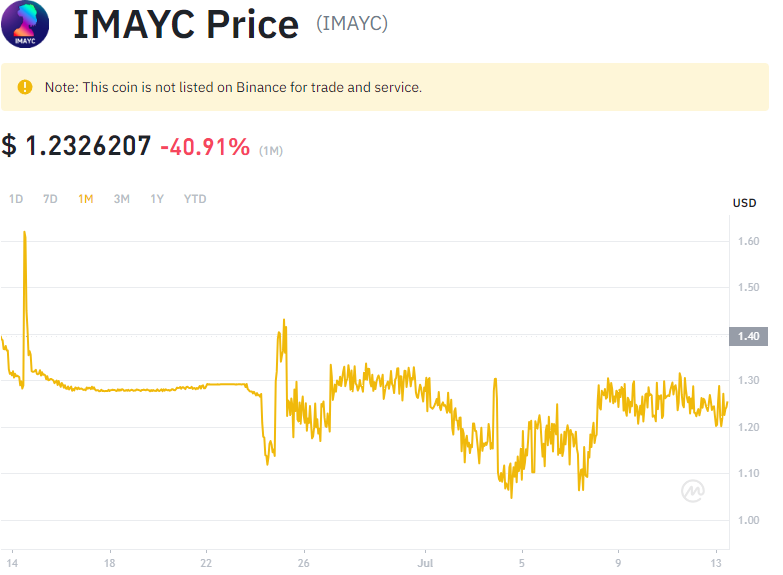 IMAYC
IMAYC Price (IMAYC)
Note: This coin is not listed on Binance for trade and service.
$ 1.2326207 -40.91% (1M)
1D 7D 1M 3M 1Y YTD
USD
1.60
1.50
1.40
1.30
1.20
1.10
1.00
14 18 22 26 Jul 5 9 13